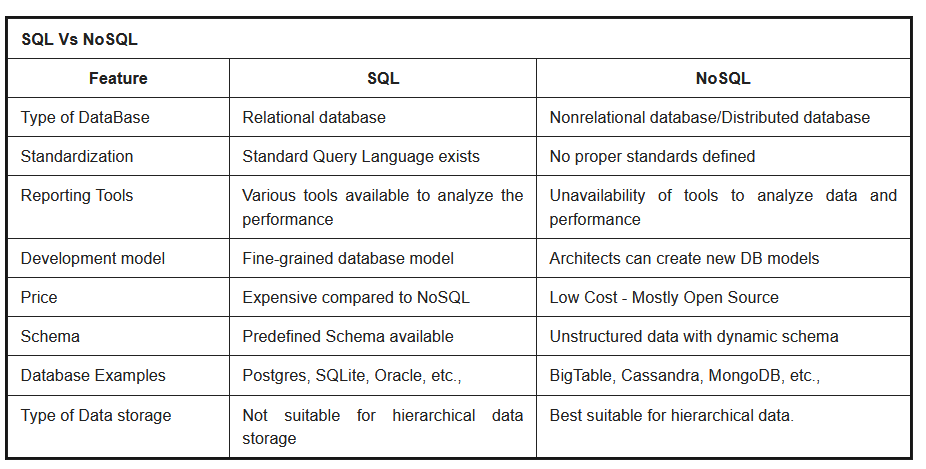 SQL Vs NoSQL
Feature SQL NoSQL
Type of DataBase Relational database Nonrelational database/Distributed database
Standardization Standard Query Language exists No proper standards defined
Reporting Tools Various tools available to analyze the Unavailability of tools to analyze data and
performance performance
Development model Fine-grained database model Architects can create new DB models
Price Expensive compared to NoSQL Low Cost - Mostly Open Source
Schema Predefined Schema available Unstructured data with dynamic schema
Database Examples Postgres, SQLite, Oracle, etc., BigTable, Cassandra, MongoDB, etc.,
Type of Data storage Not suitable for hierarchical data Best suitable for hierarchical data.
storage